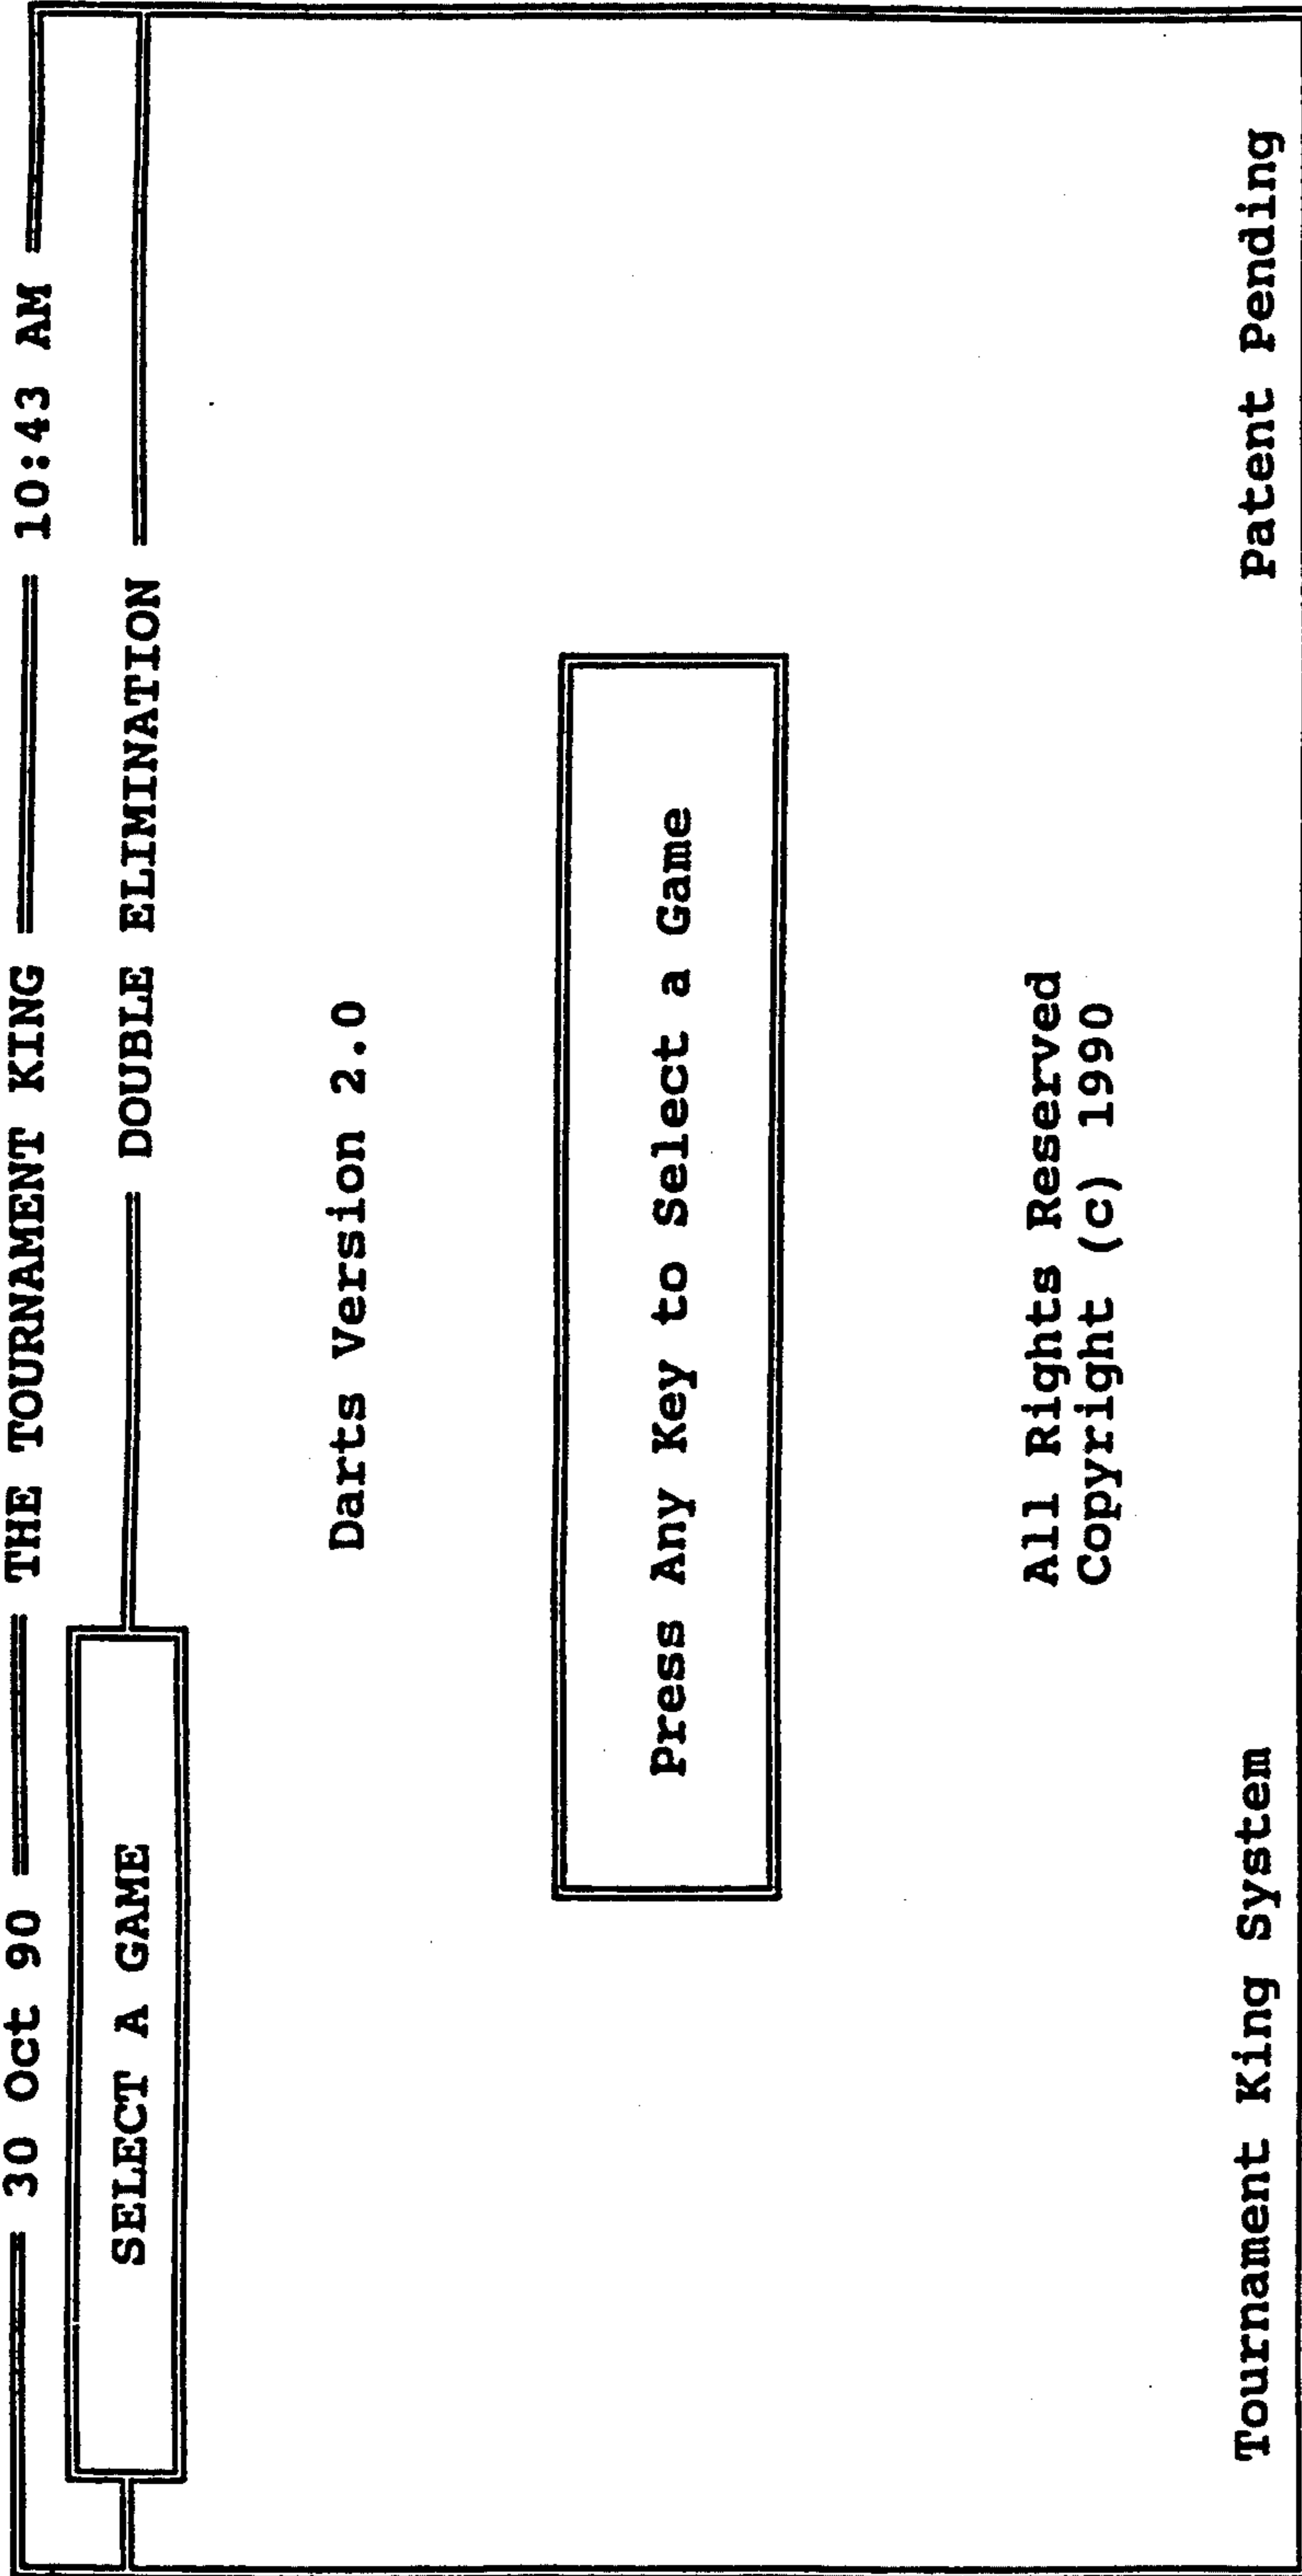 30 Oct 90 THE TOURNAMENT KING 10:43 AM
SELECT A GAME DOUBLE ELIMINATION
Darts Version 2.0
Press Any Key to Select a Game
All Rights Reserved
Copyright (c) 1990
Tournament King System Patent Pending